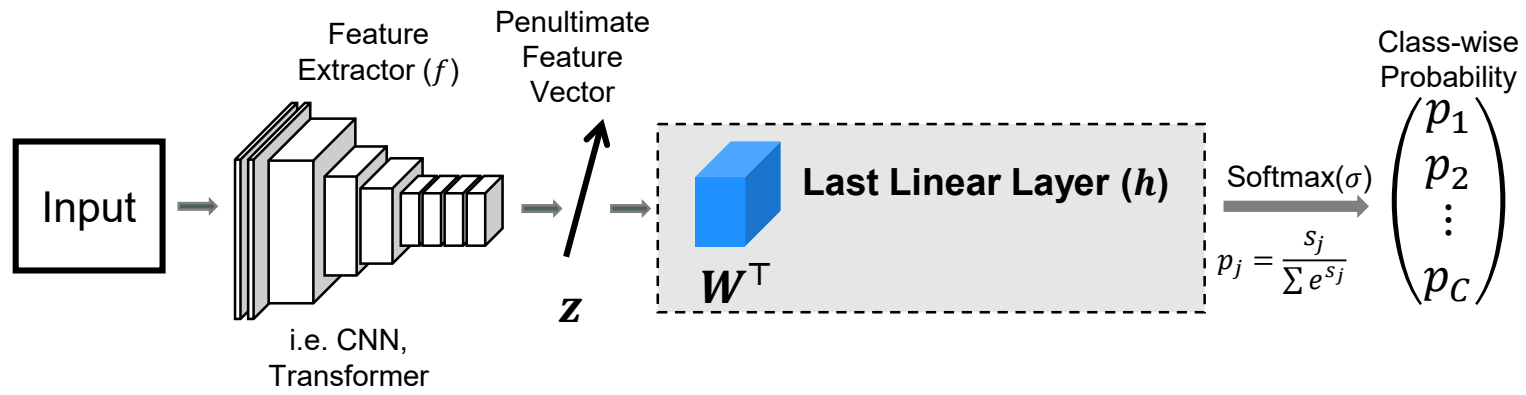 Input
Feature
Extractor (f)
i.e. CNN,
Transformer
Penultimate
Feature
Vector
z
W⊤
Last Linear Layer (h)
Softmax(σ)
p_j = s_j / ∑ e^{s_j}
Class-wise
Probability
p_1
p_2
⋮
p_C